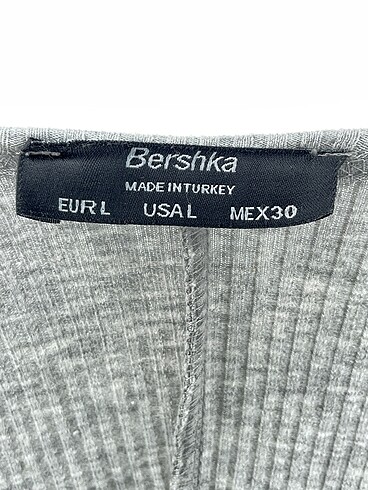 Bershka
MADE IN TURKEY
EUR L USA L MEX 30